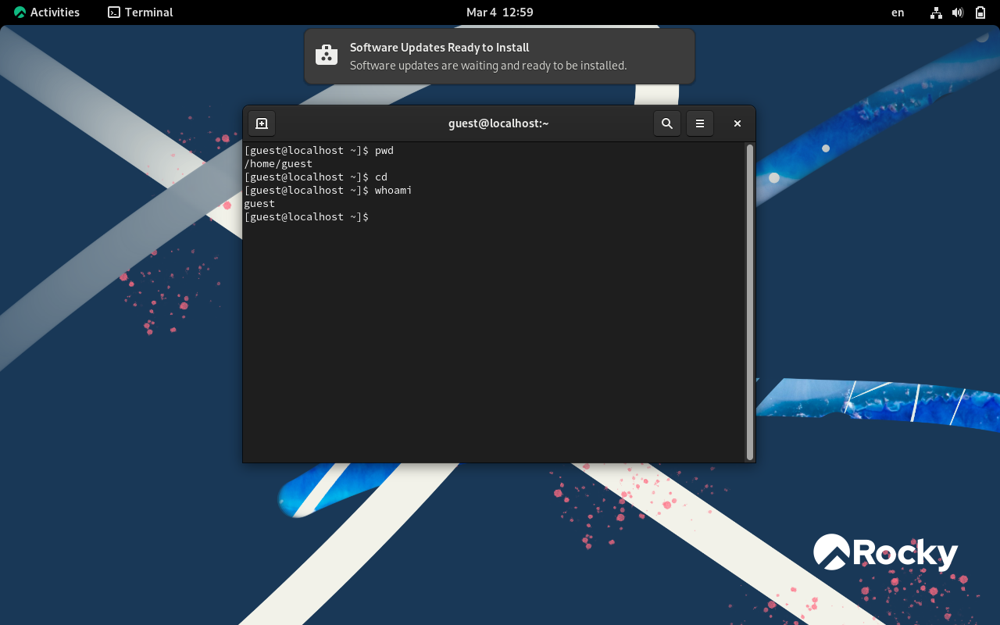 Activities Terminal Mar 4 12:59 en
Software Updates Ready to Install
Software updates are waiting and ready to be installed.
guest@localhost:~
[guest@localhost ~]$ pwd
/home/guest
[guest@localhost ~]$ cd
[guest@localhost ~]$ whoami
guest
[guest@localhost ~]$
Rocky